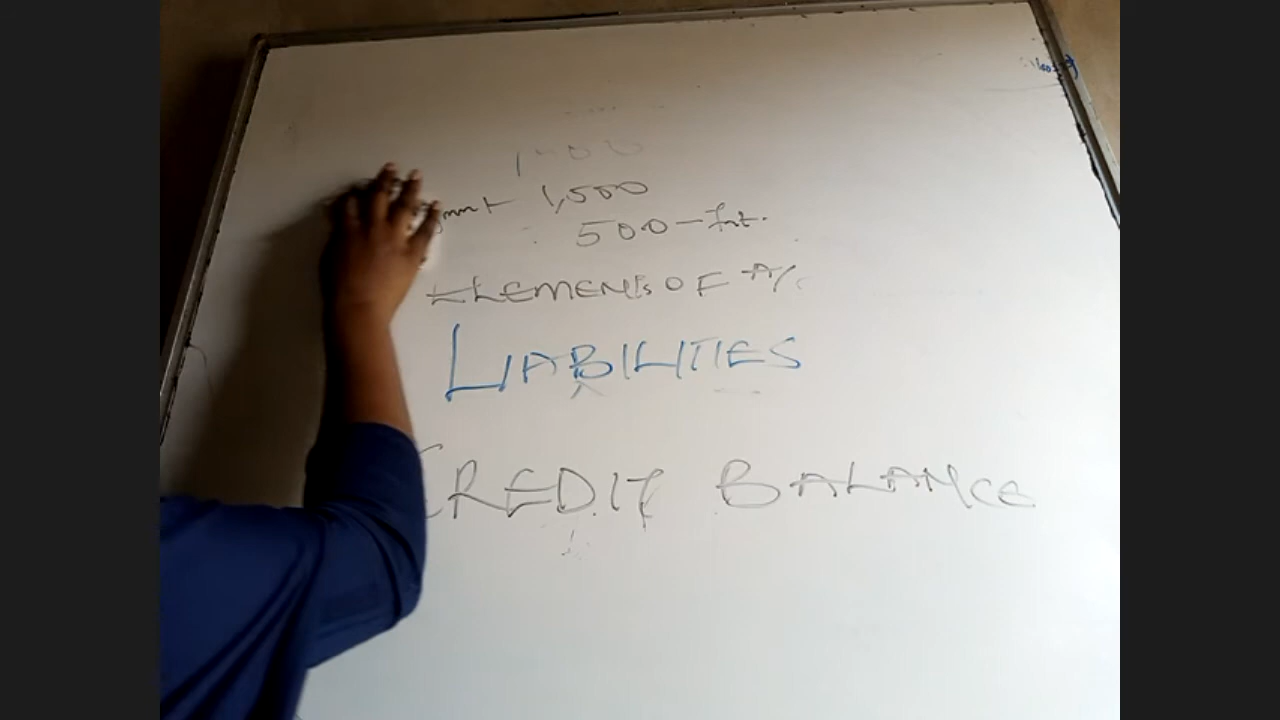 1,500
500 - Int.
ELEMENTS OF A/C
LIABILITIES
CREDIT BALANCE